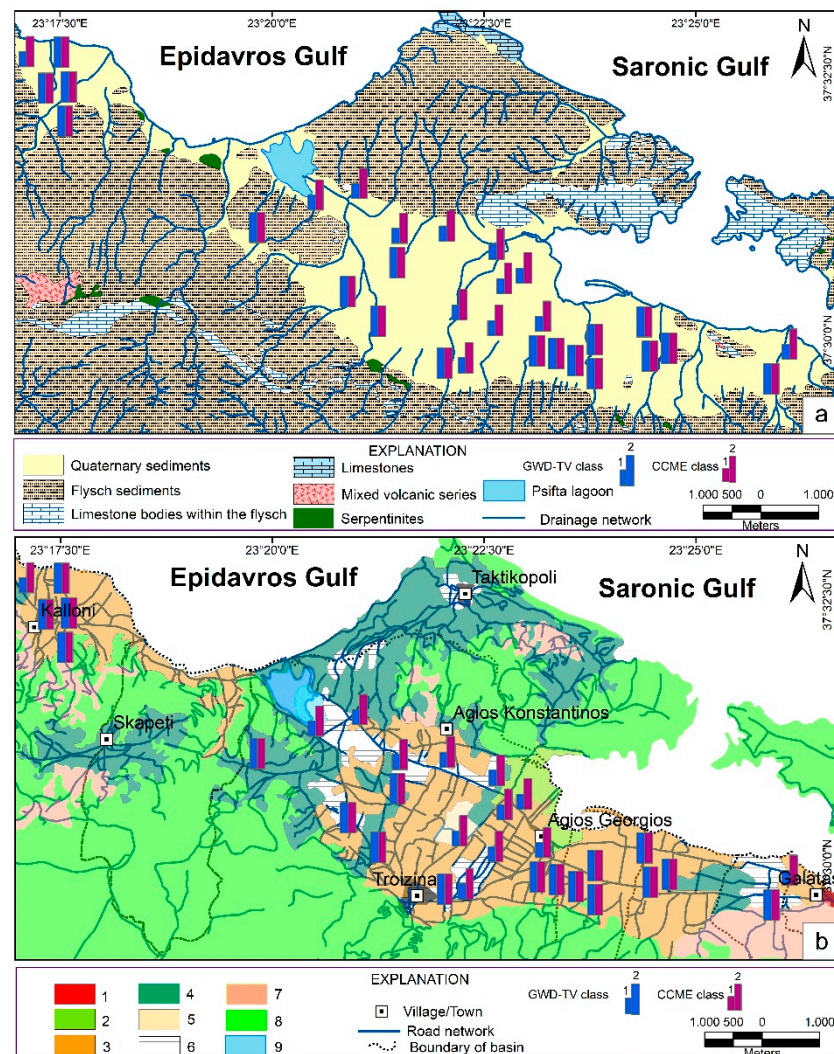 23°17'30"E 23°20'0"E 23°22'30"E 23°25'0"E
Epidavros Gulf
Saronic Gulf
N
37°32'30"N
37°30'0"N
a
EXPLANATION
Quaternary sediments
Flysch sediments
Limestone bodies within the flysch
Limestones
Mixed volcanic series
Serpentinites
GWD-TV class 1 2
CCME class 1 2
Psifta lagoon
Drainage network
1.000 500 0 1.000
Meters
23°17'30"E 23°20'0"E 23°22'30"E 23°25'0"E
Epidavros Gulf
Saronic Gulf
N
Taktikopoli
37°32'30"N
Kalloni
Skapeti
Agios Konstantinos
Agios Georgios
Troizina
Galatas
b
EXPLANATION
1 4 7
2 5 8
3 6 9
Village/Town
Road network
Boundary of basin
GWD-TV class 1 2
CCME class 1 2
1.000 500 0 1.000
Meters